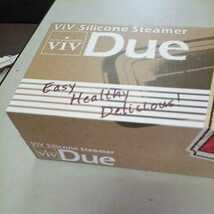 ViV Silicone Steamer
ViV
Due
Easy
Healthy
Delicious!
ViV Silicone Steamer
ViV
Due